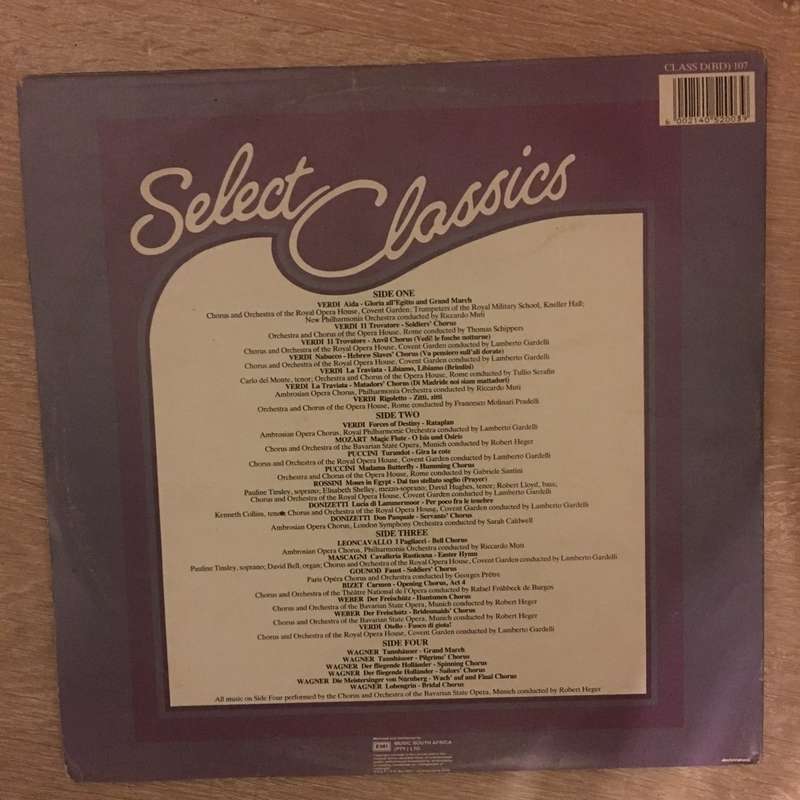 CLASS D(BD) 107
6 002140 520039
Select Classics
SIDE ONE
VERDI Aida - Gloria all'Egitto and Grand March
Chorus and Orchestra of the Royal Opera House, Covent Garden; Trumpeters of the Royal Military School, Kneller Hall;
New Philharmonia Orchestra conducted by Riccardo Muti
VERDI Il Trovatore - Soldiers' Chorus
Orchestra and Chorus of the Opera House, Rome conducted by Thomas Schippers
VERDI Il Trovatore - Anvil Chorus (Vedi! le fosche notturne)
Chorus and Orchestra of the Royal Opera House, Covent Garden conducted by Lamberto Gardelli
VERDI Nabucco - Hebrew Slaves' Chorus (Va pensiero sull'ali dorate)
Chorus and Orchestra of the Royal Opera House, Covent Garden conducted by Lamberto Gardelli
VERDI La Traviata - Libiamo, Libiamo (Brindisi)
Carlo del Monte, tenor; Orchestra and Chorus of the Opera House, Rome conducted by Tullio Serafin
VERDI La Traviata - Matadors' Chorus (Di Madride noi siam mattadori)
Ambrosian Opera Chorus, Philharmonia Orchestra conducted by Riccardo Muti
VERDI Rigoletto - Zitti, zitti
Orchestra and Chorus of the Opera House, Rome conducted by Francesco Molinari Pradelli
SIDE TWO
VERDI Forces of Destiny - Rataplan
Ambrosian Opera Chorus, Royal Philharmonic Orchestra conducted by Lamberto Gardelli
MOZART Magic Flute - O Isis und Osiris
Chorus and Orchestra of the Bavarian State Opera, Munich conducted by Robert Heger
PUCCINI Turandot - Gira la cote
Chorus and Orchestra of the Royal Opera House, Covent Garden conducted by Lamberto Gardelli
PUCCINI Madama Butterfly - Humming Chorus
Orchestra and Chorus of the Opera House, Rome conducted by Gabriele Santini
ROSSINI Moses in Egypt - Dal tuo stellato soglio (Prayer)
Pauline Tinsley, soprano; Elisabeth Shelley, mezzo-soprano; David Hughes, tenor; Robert Lloyd, bass;
Chorus and Orchestra of the Royal Opera House, Covent Garden conducted by Lamberto Gardelli
DONIZETTI Lucia di Lammermoor - Per poco fra le tenebre
Kenneth Collins, tenor; Chorus and Orchestra of the Royal Opera House, Covent Garden conducted by Lamberto Gardelli
DONIZETTI Don Pasquale - Servants' Chorus
Ambrosian Opera Chorus, London Symphony Orchestra conducted by Sarah Caldwell
SIDE THREE
LEONCAVALLO I Pagliacci - Bell Chorus
Ambrosian Opera Chorus, Philharmonia Orchestra conducted by Riccardo Muti
MASCAGNI Cavalleria Rusticana - Easter Hymn
Pauline Tinsley, soprano; David Bell, organ; Chorus and Orchestra of the Royal Opera House, Covent Garden conducted by Lamberto Gardelli
GOUNOD Faust - Soldiers' Chorus
Paris Opéra Chorus and Orchestra conducted by Georges Prêtre
BIZET Carmen - Opening Chorus, Act 4
Chorus and Orchestra of the Théâtre National de l'Opera conducted by Rafael Frühbeck de Burgos
WEBER Der Freischütz - Huntsmen Chorus
Chorus and Orchestra of the Bavarian State Opera, Munich conducted by Robert Heger
WEBER Der Freischütz - Bridesmaids' Chorus
Chorus and Orchestra of the Bavarian State Opera, Munich conducted by Robert Heger
VERDI Otello - Fuoco di gioia!
Chorus and Orchestra of the Royal Opera House, Covent Garden conducted by Lamberto Gardelli
SIDE FOUR
WAGNER Tannhäuser - Grand March
WAGNER Tannhäuser - Pilgrims' Chorus
WAGNER Der fliegende Holländer - Spinning Chorus
WAGNER Der fliegende Holländer - Sailors' Chorus
WAGNER Die Meistersinger von Nürnberg - Wach' auf und Final Chorus
WAGNER Lohengrin - Bridal Chorus
All music on Side Four performed by the Chorus and Orchestra of the Bavarian State Opera, Munich conducted by Robert Heger
EMI
MUSIC SOUTH AFRICA
(PTY) LTD